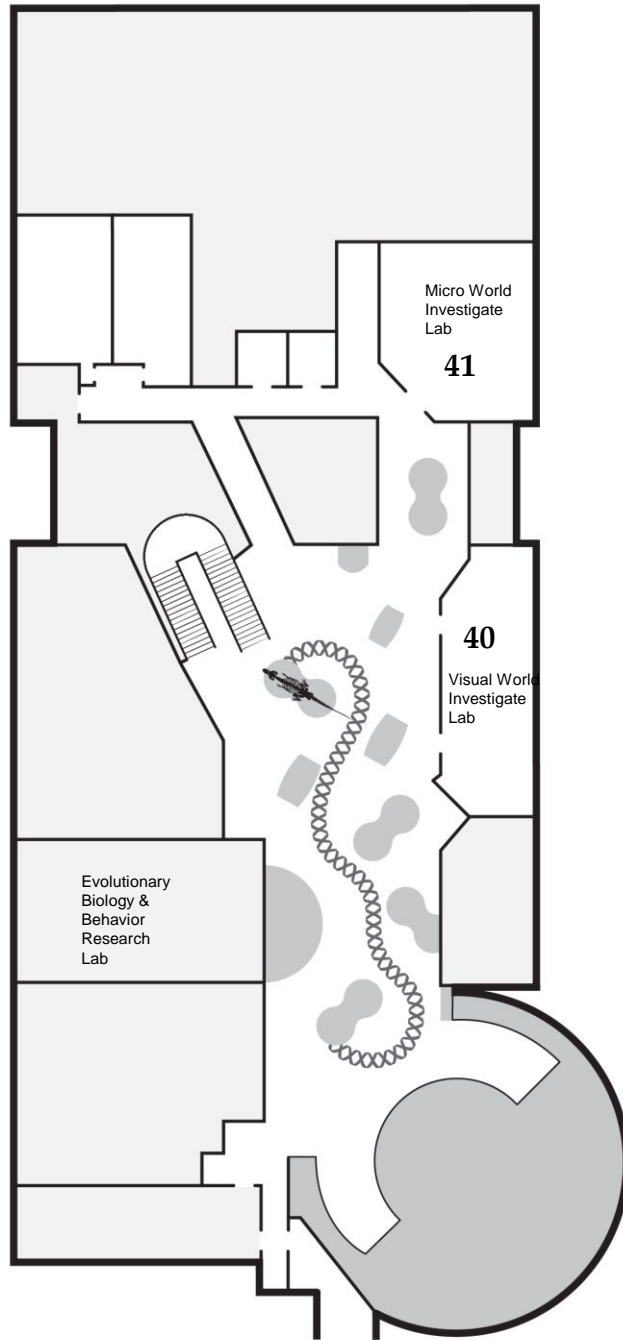 Micro World
Investigate
Lab
41
40
Visual World
Investigate
Lab
Evolutionary
Biology &
Behavior
Research
Lab